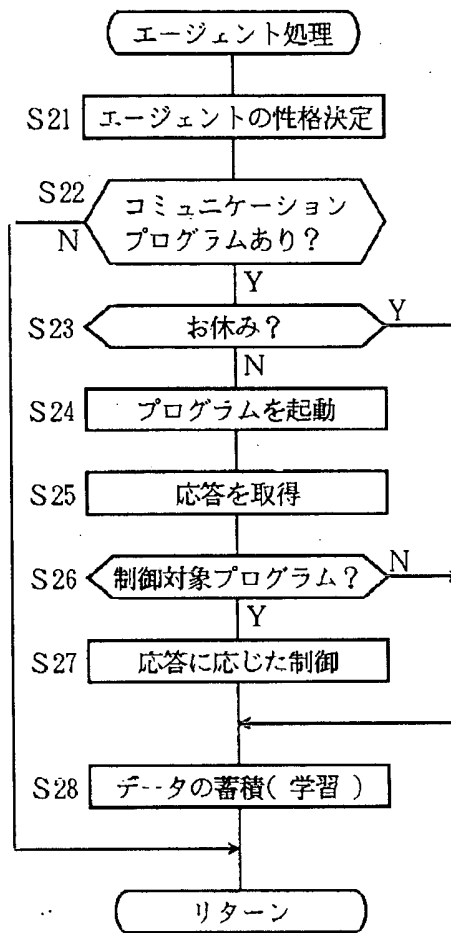 エージェント処理
S21
エージェントの性格決定
S22
コミュニケーション
プログラムあり？
N
Y
S23
お休み？
Y
N
S24
プログラムを起動
S25
応答を取得
S26
制御対象プログラム？
N
Y
S27
応答に応じた制御
S28
データの蓄積( 学習 )
リターン